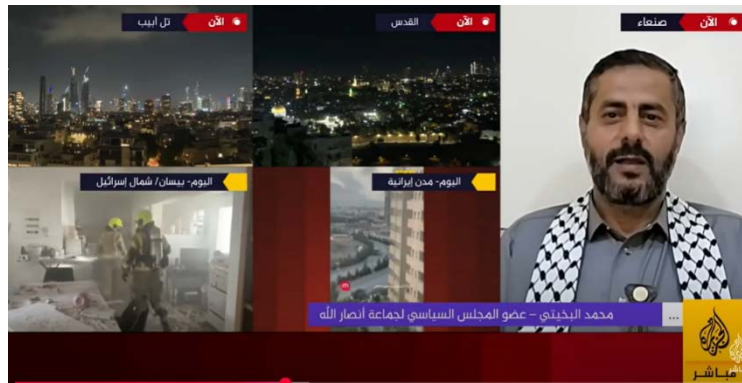 الآن
صنعاء
الآن
القدس
الآن
تل أبيب
اليوم- مدن إيرانية
اليوم- بيسان/ شمال إسرائيل
محمد البخيتي – عضو المجلس السياسي لجماعة أنصار الله
...
الجزيرة
مباشر